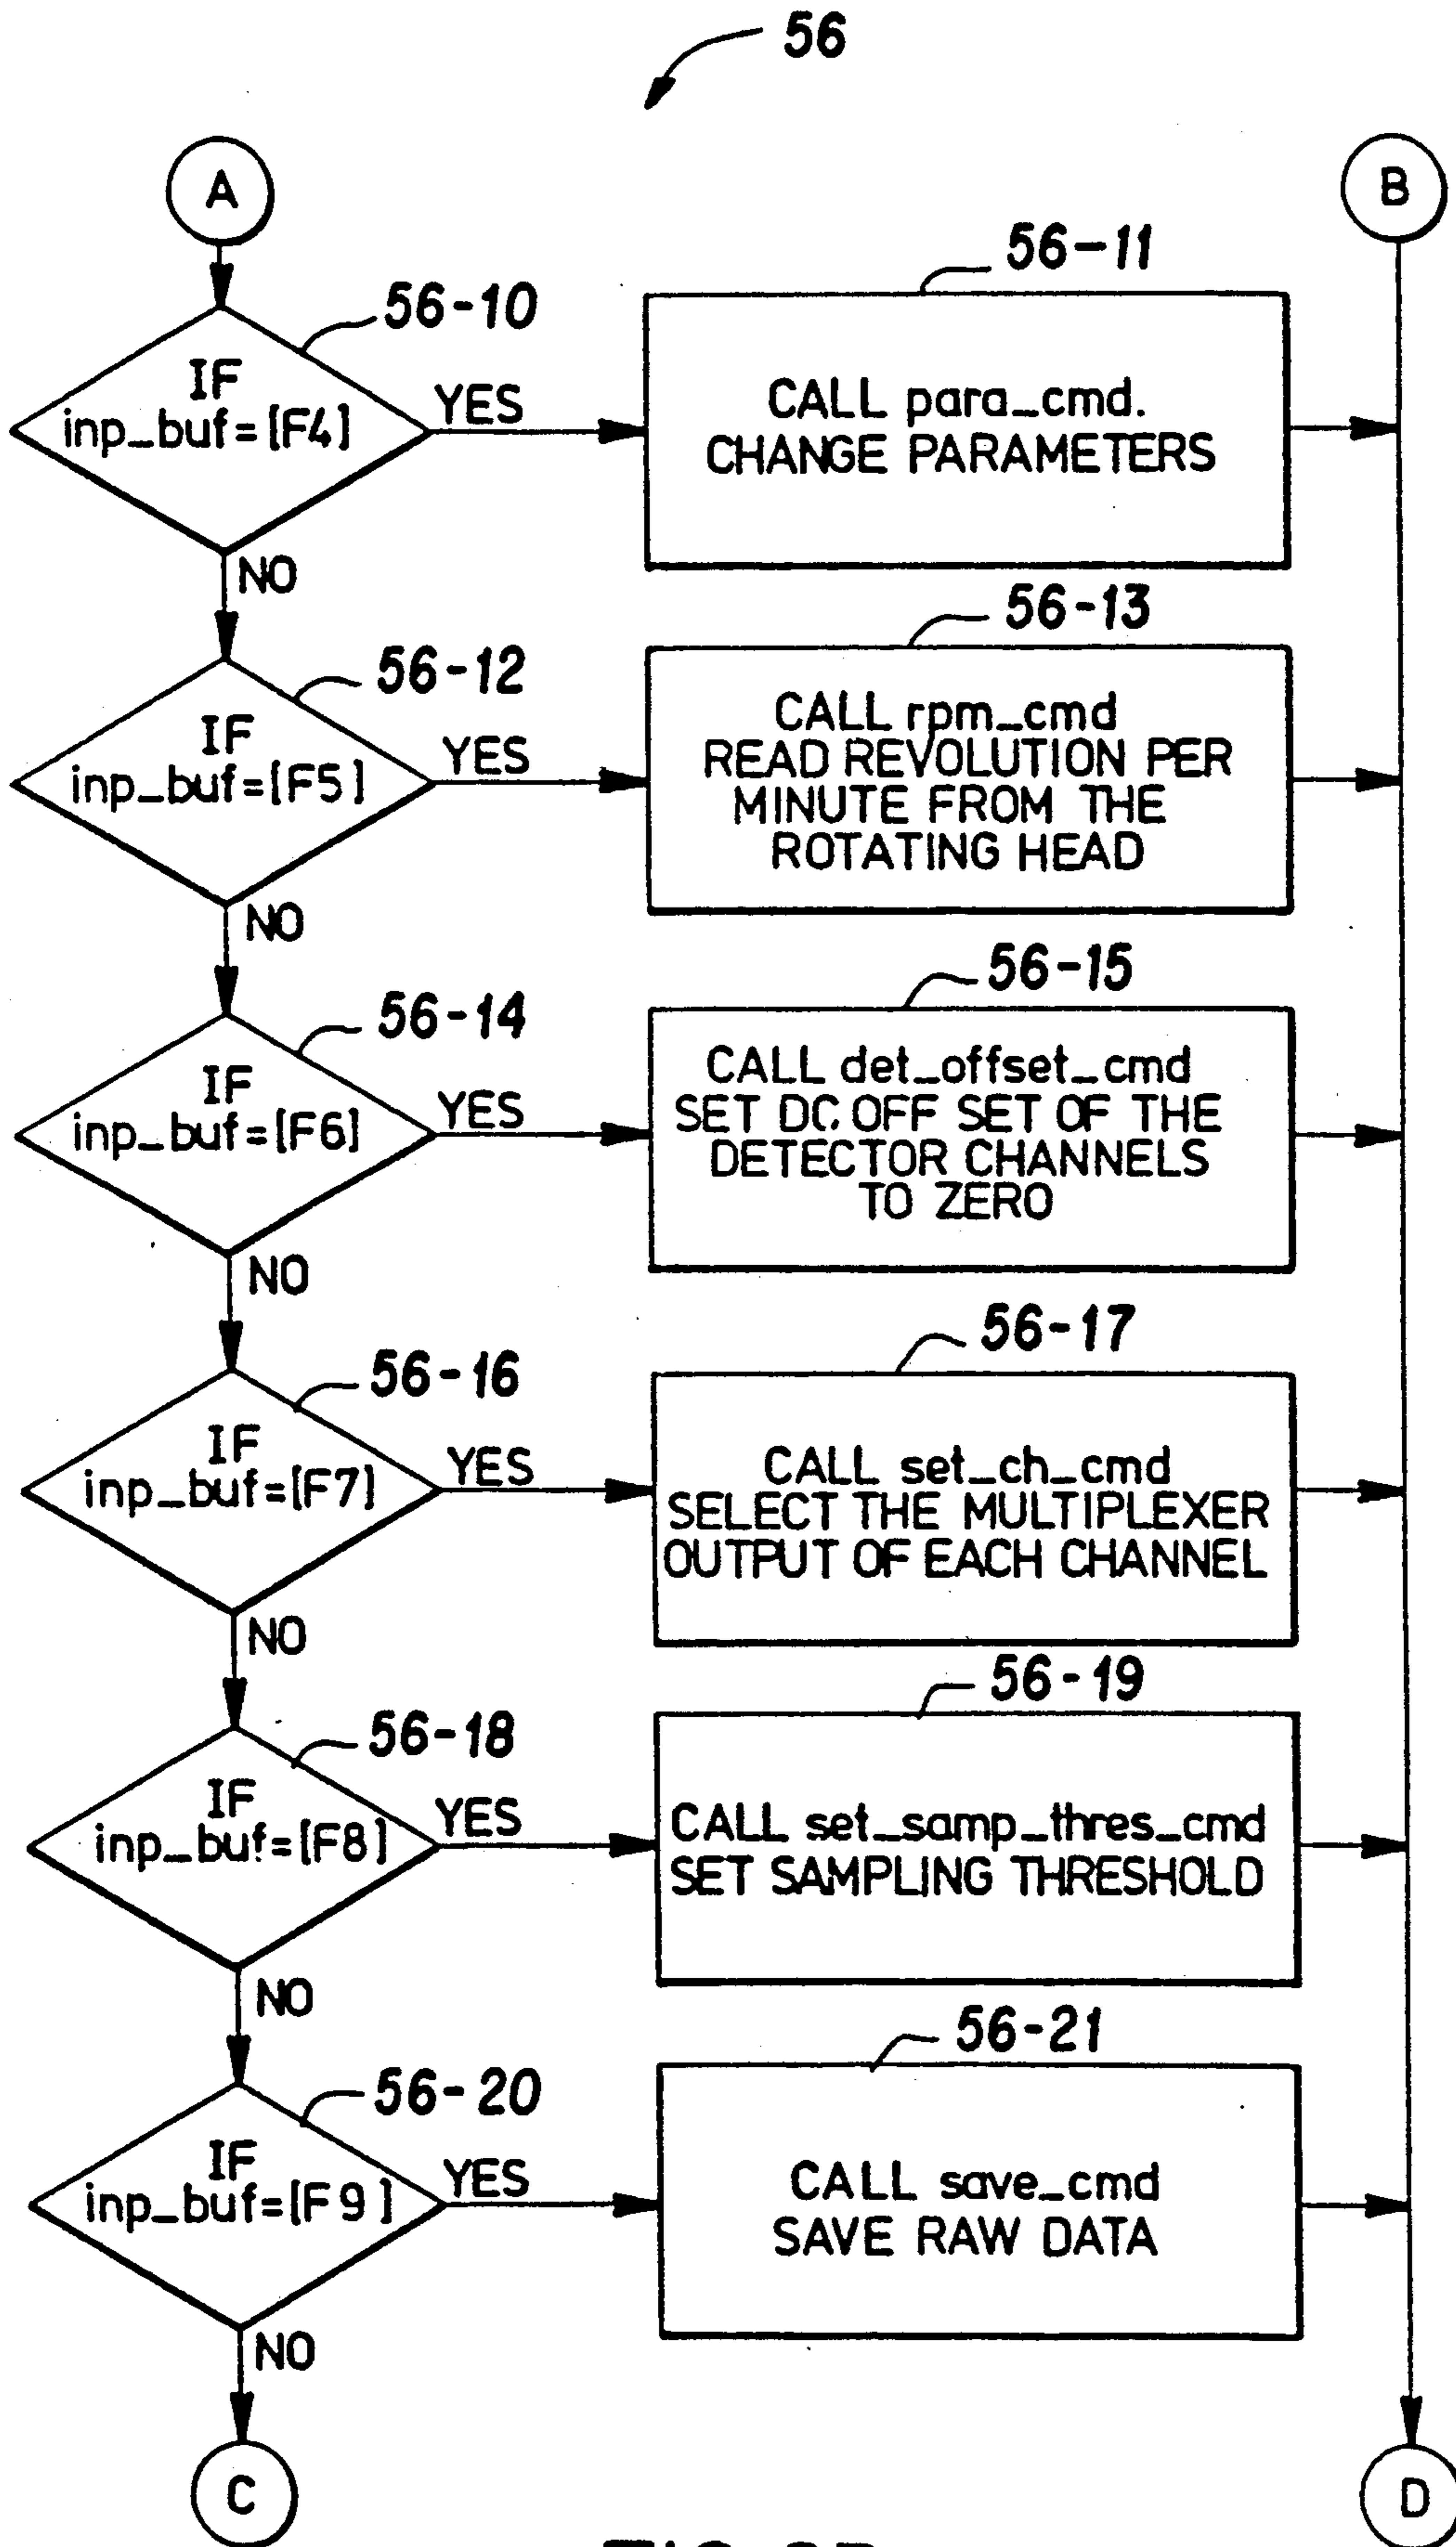 56
A
B
56-10
56-11
IF
inp_buf=[F4]
YES
CALL para_cmd.
CHANGE PARAMETERS
NO
56-12
56-13
IF
inp_buf=[F5]
YES
CALL rpm_cmd
READ REVOLUTION PER
MINUTE FROM THE
ROTATING HEAD
NO
56-14
56-15
IF
inp_buf=[F6]
YES
CALL det_offset_cmd
SET DC OFF SET OF THE
DETECTOR CHANNELS
TO ZERO
NO
56-16
56-17
IF
inp_buf=[F7]
YES
CALL set_ch_cmd
SELECT THE MULTIPLEXER
OUTPUT OF EACH CHANNEL
NO
56-18
56-19
IF
inp_buf=[F8]
YES
CALL set_samp_thres_cmd
SET SAMPLING THRESHOLD
NO
56-20
56-21
IF
inp_buf=[F9]
YES
CALL save_cmd
SAVE RAW DATA
NO
C
D